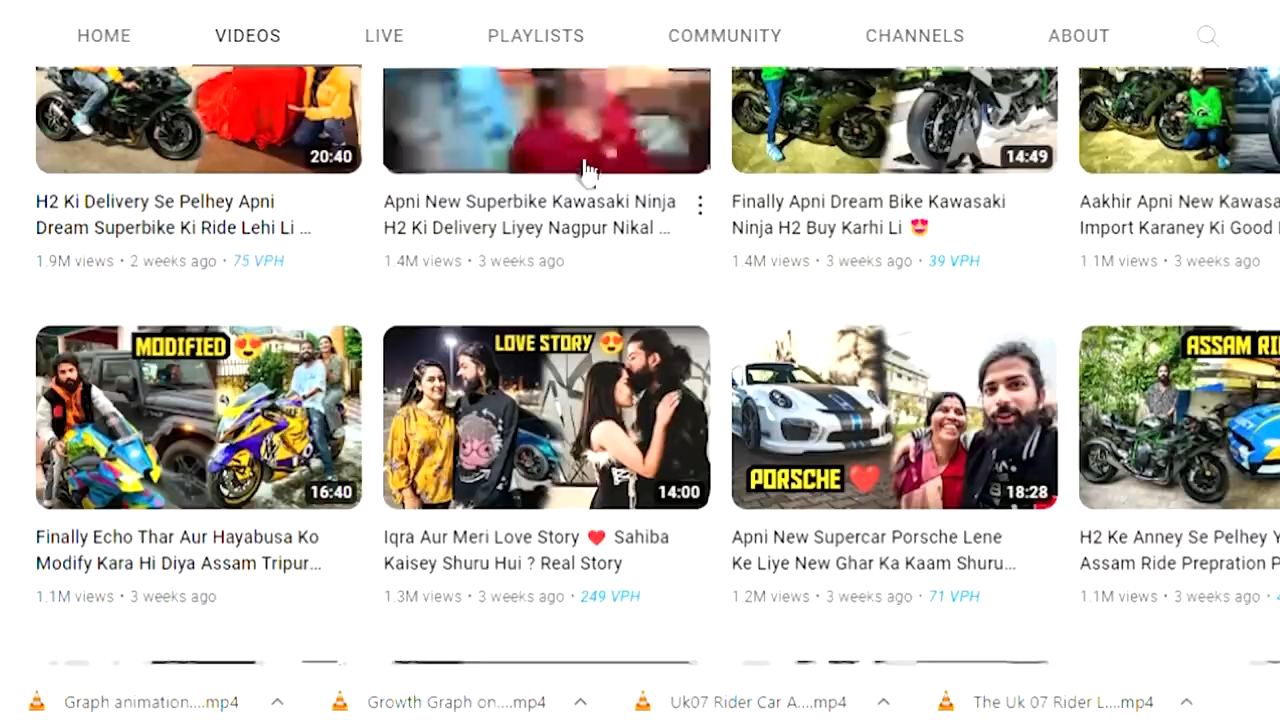 HOME VIDEOS LIVE PLAYLISTS COMMUNITY CHANNELS ABOUT
20:40
14:49
H2 Ki Delivery Se Pelhey Apni
Dream Superbike Ki Ride Lehi Li ...
1.9M views • 2 weeks ago • 75 VPH
Apni New Superbike Kawasaki Ninja
H2 Ki Delivery Liyey Nagpur Nikal ...
1.4M views • 3 weeks ago
Finally Apni Dream Bike Kawasaki
Ninja H2 Buy Karhi Li 😍
1.4M views • 3 weeks ago • 39 VPH
Aakhir Apni New Kawasa
Import Karaney Ki Good
1.1M views • 3 weeks ago
MODIFIED 😍
16:40
LOVE STORY 😍
14:00
PORSCHE ❤️
18:28
ASSAM RI
Finally Echo Thar Aur Hayabusa Ko
Modify Kara Hi Diya Assam Tripur...
1.1M views • 3 weeks ago
Iqra Aur Meri Love Story ❤️ Sahiba
Kaisey Shuru Hui ? Real Story
1.3M views • 3 weeks ago • 249 VPH
Apni New Supercar Porsche Lene
Ke Liye New Ghar Ka Kaam Shuru...
1.2M views • 3 weeks ago • 71 VPH
H2 Ke Anney Se Pelhey Y
Assam Ride Prepration P
1.1M views • 3 weeks ago •
Graph animation....mp4
Growth Graph on....mp4
Uk07 Rider Car A....mp4
The Uk 07 Rider L....mp4